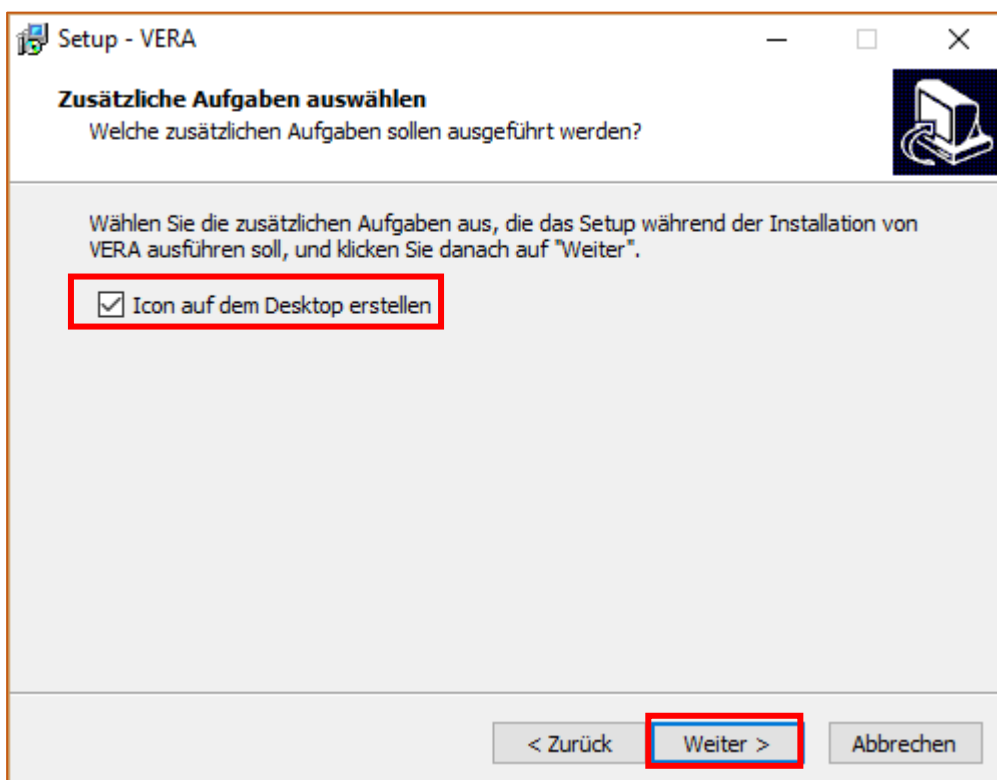 Setup - VERA
Zusätzliche Aufgaben auswählen
Welche zusätzlichen Aufgaben sollen ausgeführt werden?
Wählen Sie die zusätzlichen Aufgaben aus, die das Setup während der Installation von
VERA ausführen soll, und klicken Sie danach auf "Weiter".
Icon auf dem Desktop erstellen
< Zurück Weiter > Abbrechen